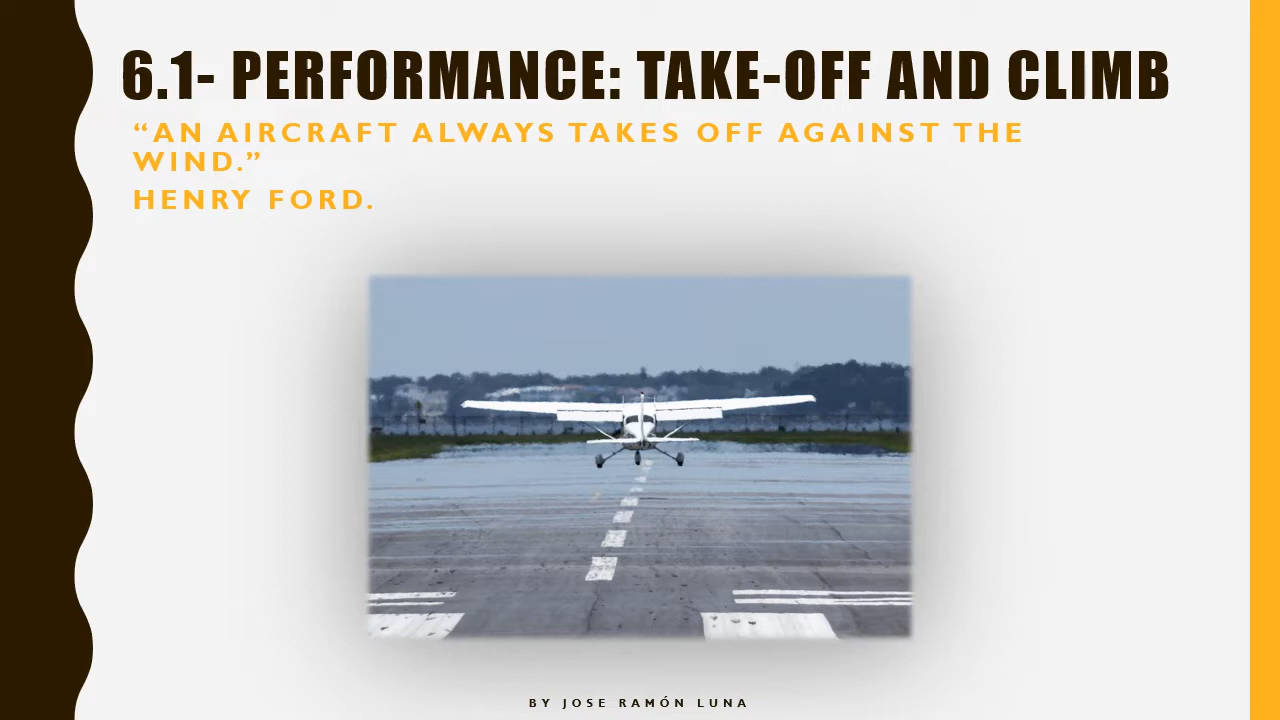 6.1- PERFORMANCE: TAKE-OFF AND CLIMB
“AN AIRCRAFT ALWAYS TAKES OFF AGAINST THE
WIND.”
HENRY FORD.
BY JOSE RAMÓN LUNA